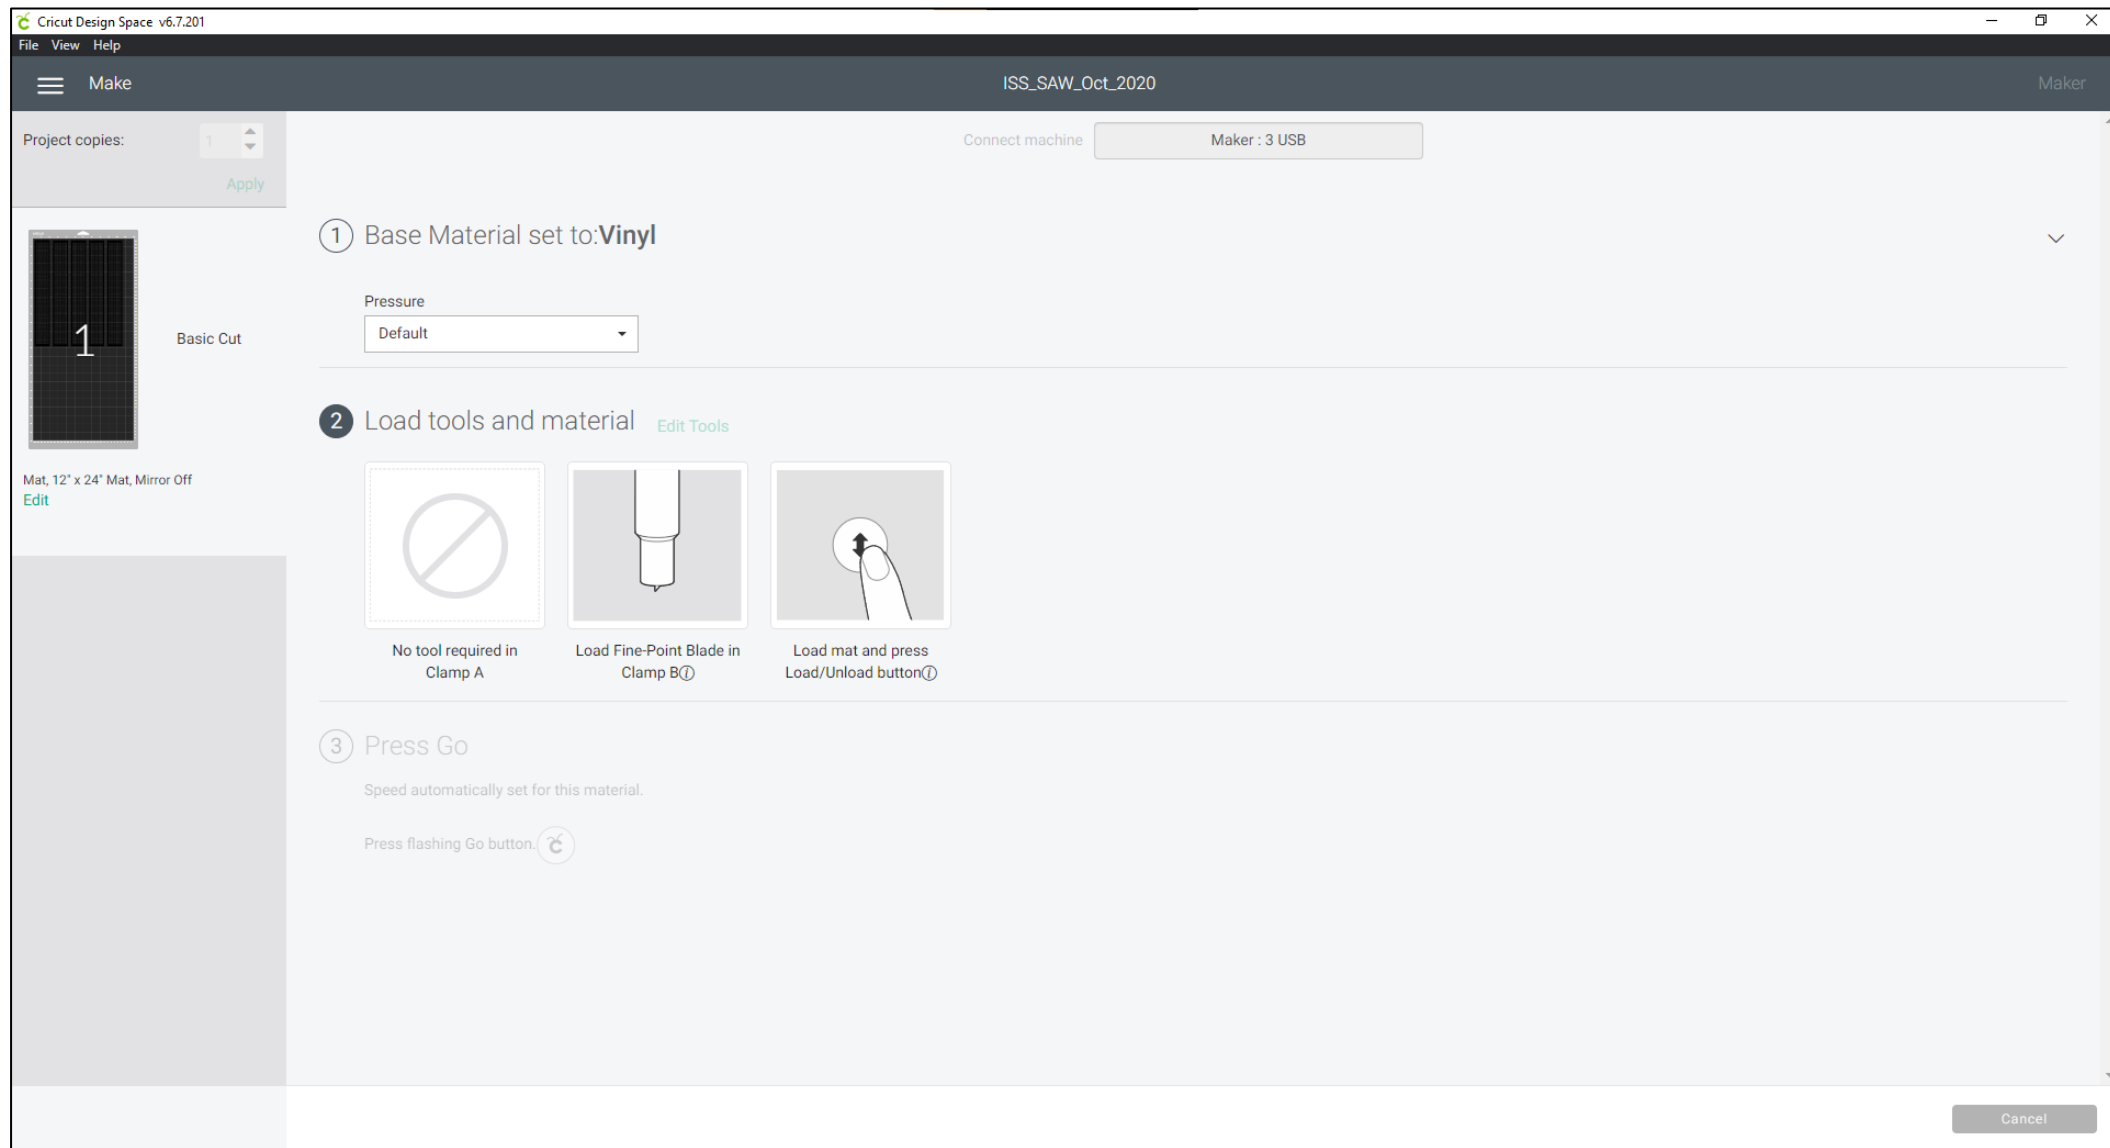 Cricut Design Space v6.7.201
File View Help
Make
ISS_SAW_Oct_2020
Maker
Project copies:
1
Apply
Connect machine
Maker : 3 USB
1
Basic Cut
Mat, 12" x 24" Mat, Mirror Off
Edit
1 Base Material set to:Vinyl
Pressure
Default
2 Load tools and material Edit Tools
No tool required in
Clamp A
Load Fine-Point Blade in
Clamp B
Load mat and press
Load/Unload button
3 Press Go
Speed automatically set for this material.
Press flashing Go button.
Cancel